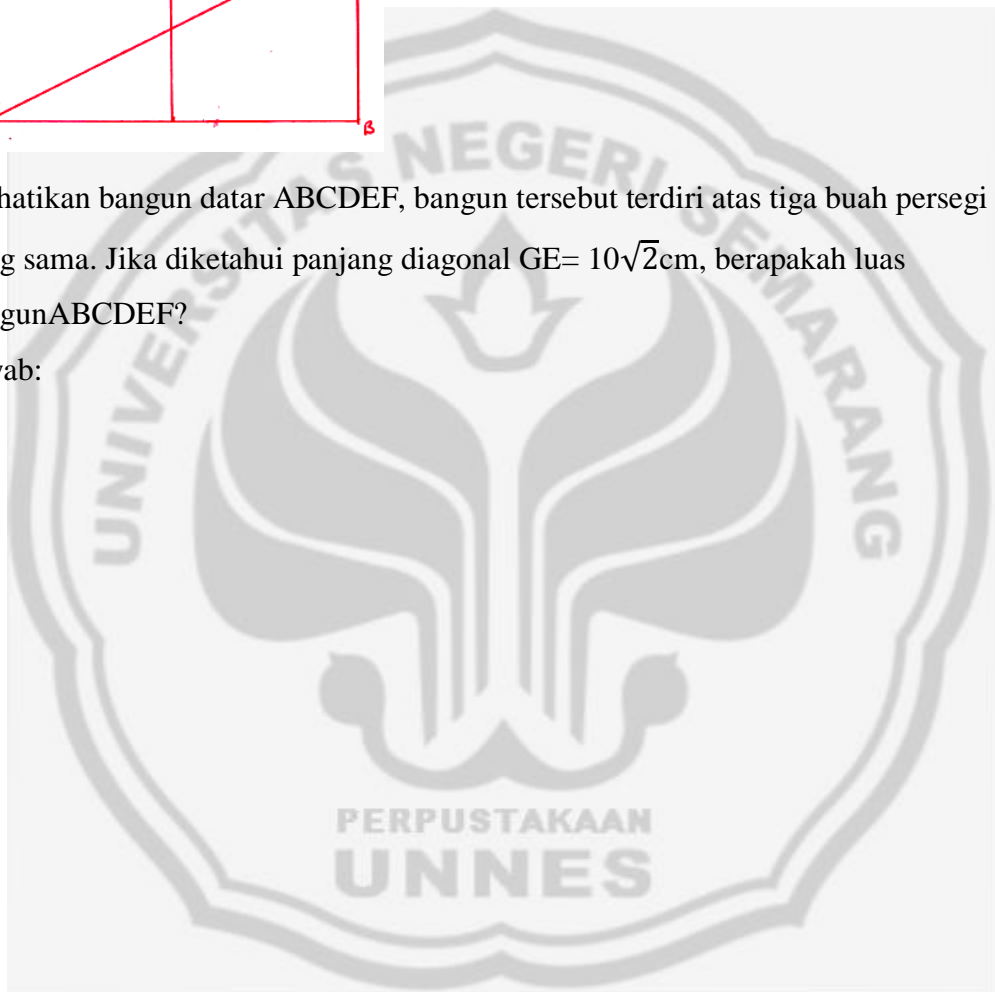 B
hatikan bangun datar ABCDEF, bangun tersebut terdiri atas tiga buah persegi
g sama. Jika diketahui panjang diagonal GE= 10√2cm, berapakah luas
gunABCDEF?
ab:
UNIVERSITAS NEGERI SEMARANG
PERPUSTAKAAN
UNNES